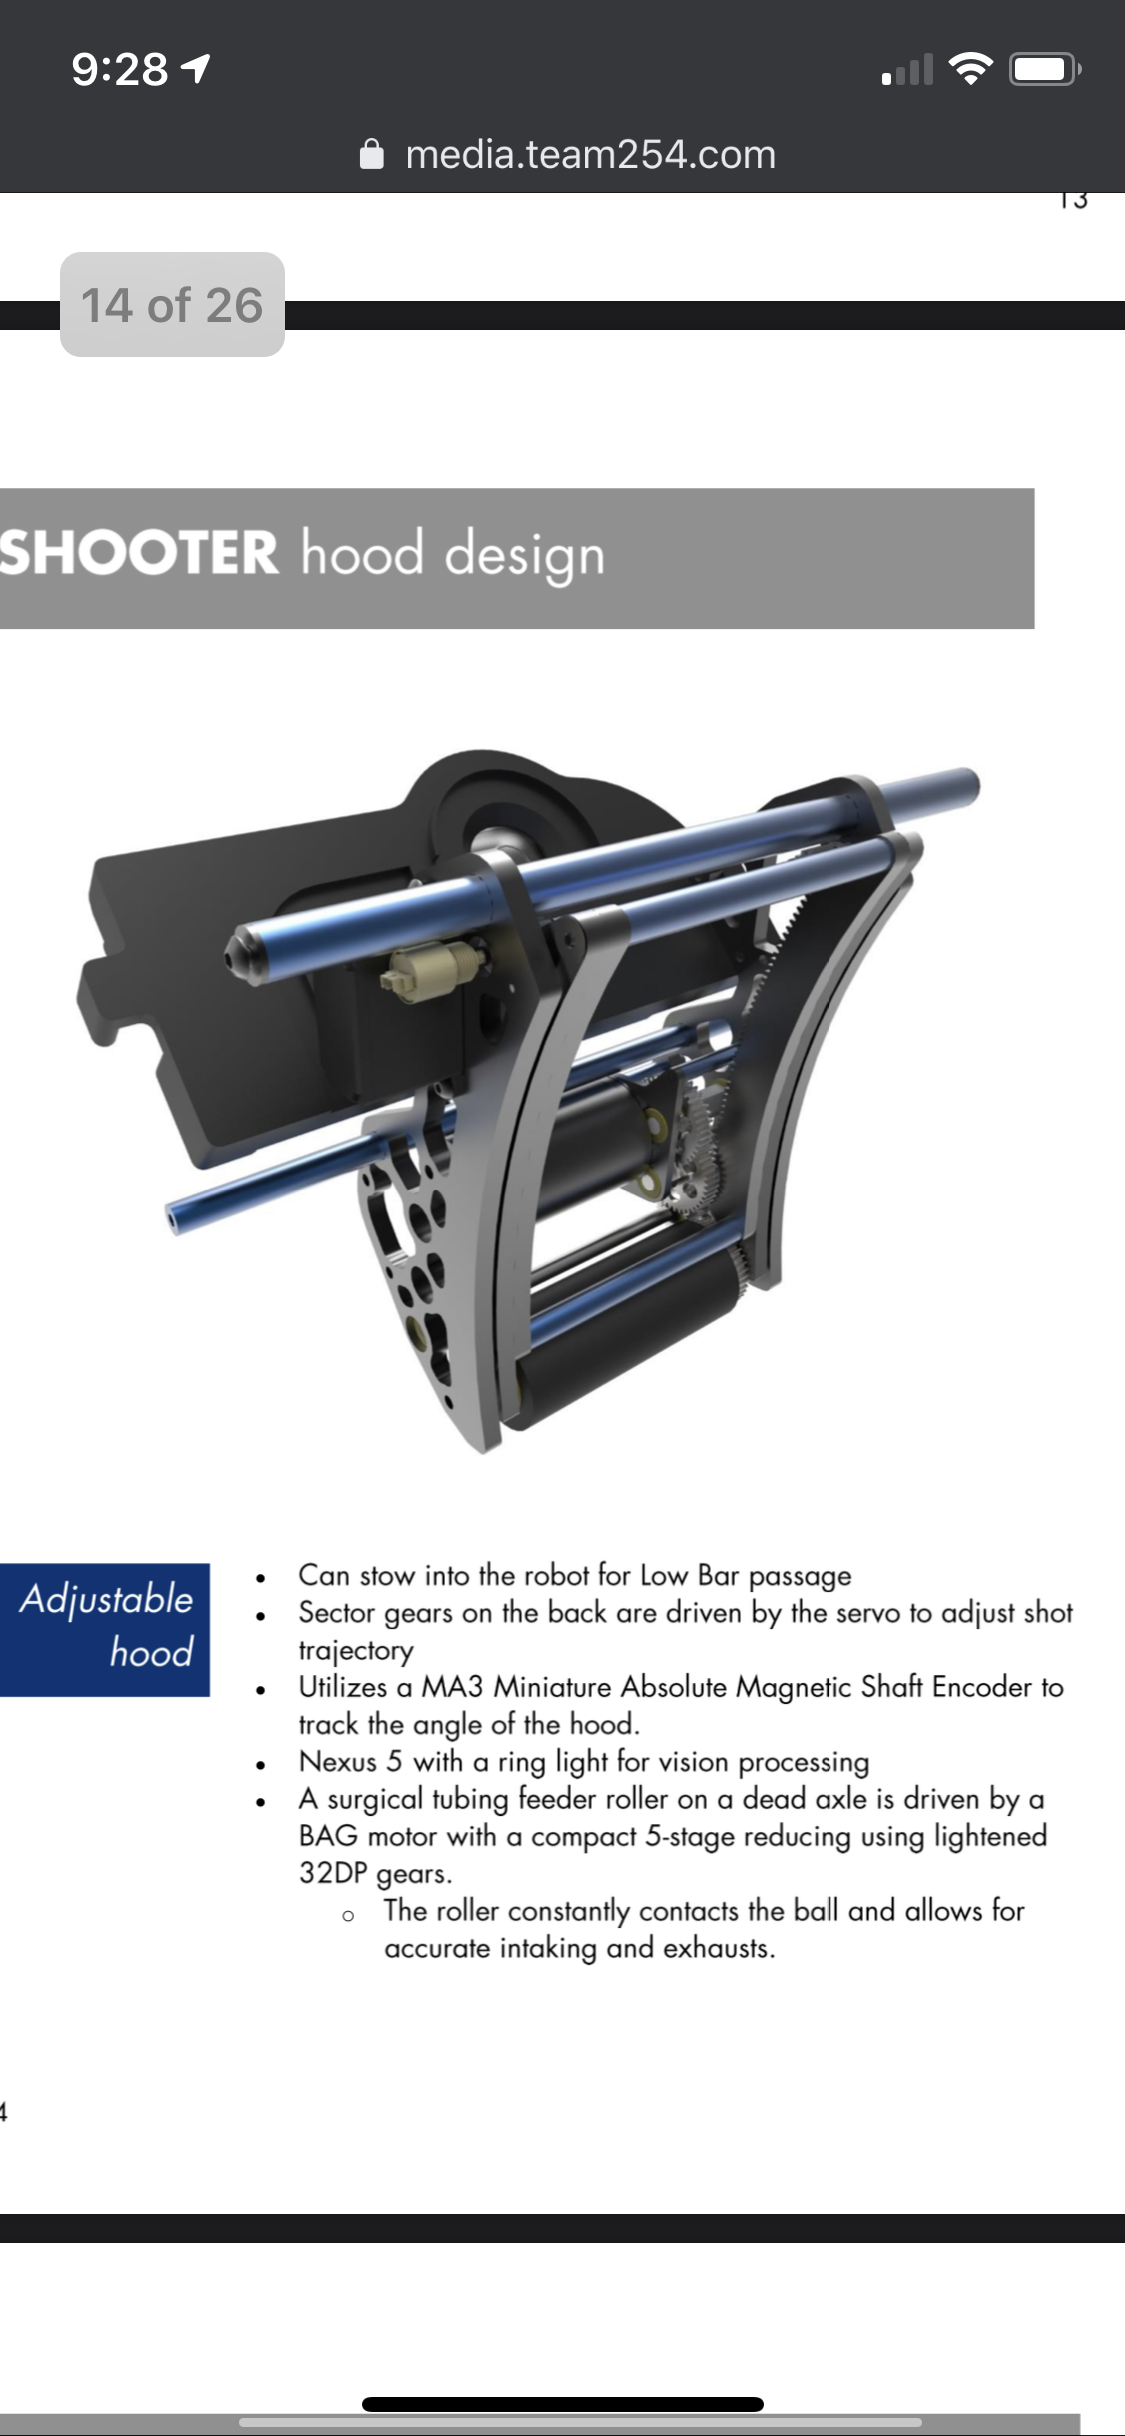 9:28
media.team254.com
13
14 of 26
SHOOTER hood design
Adjustable
hood
• Can stow into the robot for Low Bar passage
• Sector gears on the back are driven by the servo to adjust shot
trajectory
• Utilizes a MA3 Miniature Absolute Magnetic Shaft Encoder to
track the angle of the hood.
• Nexus 5 with a ring light for vision processing
• A surgical tubing feeder roller on a dead axle is driven by a
BAG motor with a compact 5-stage reducing using lightened
32DP gears.
○ The roller constantly contacts the ball and allows for
accurate intaking and exhausts.
4